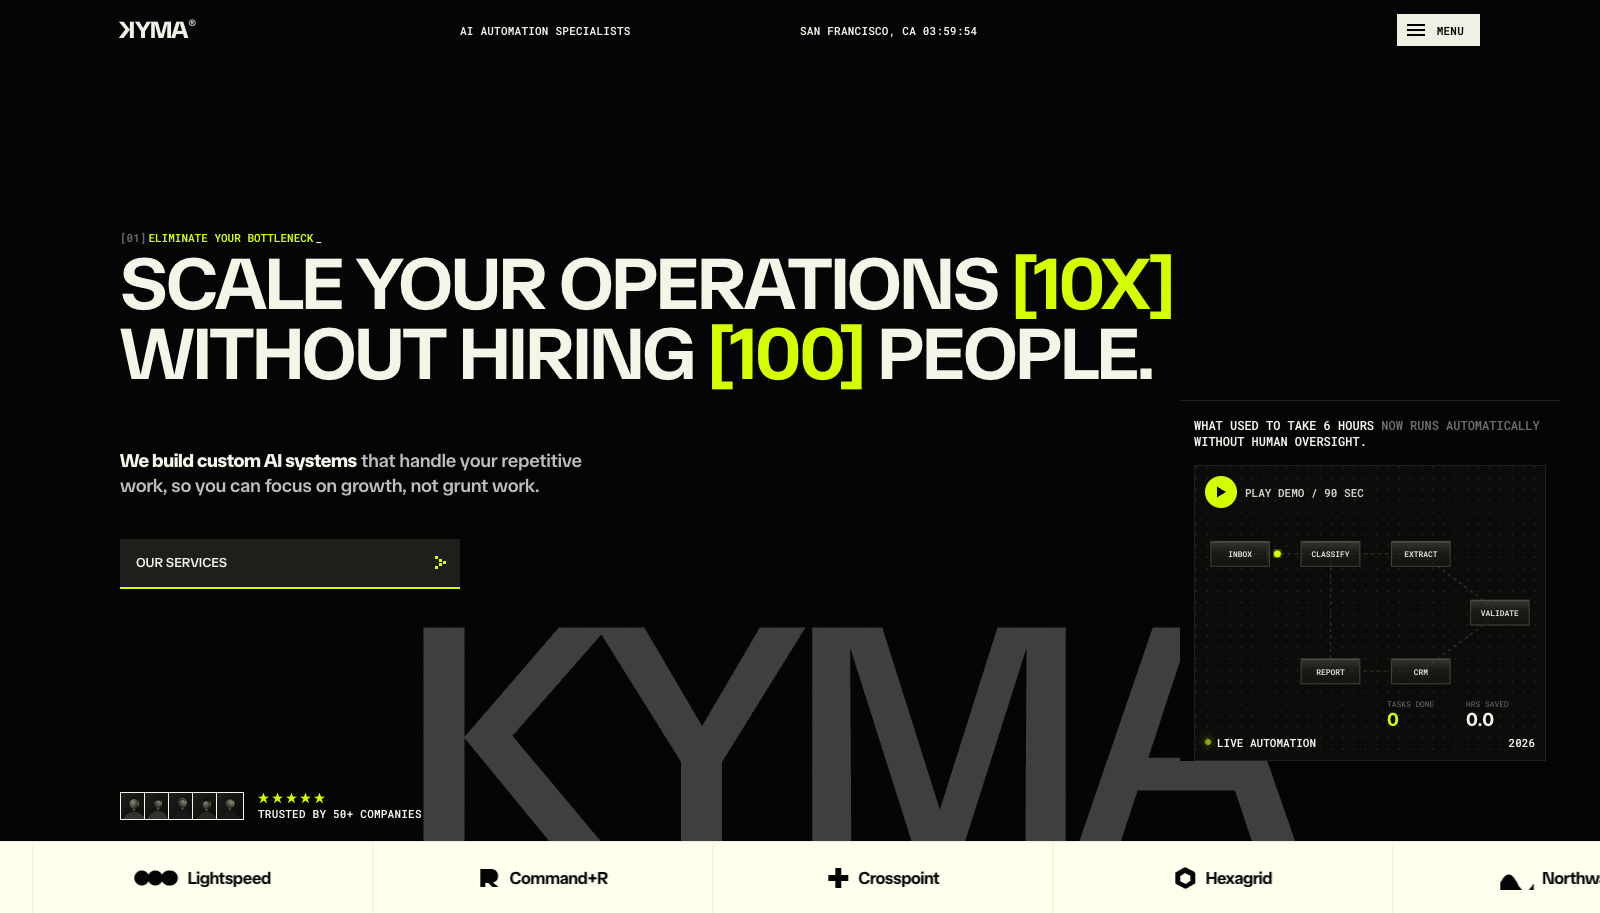 KYMA®
AI AUTOMATION SPECIALISTS
SAN FRANCISCO, CA 03:59:54
MENU
[01] ELIMINATE YOUR BOTTLENECK_
SCALE YOUR OPERATIONS [10X]
WITHOUT HIRING [100] PEOPLE.
We build custom AI systems that handle your repetitive
work, so you can focus on growth, not grunt work.
OUR SERVICES
WHAT USED TO TAKE 6 HOURS NOW RUNS AUTOMATICALLY
WITHOUT HUMAN OVERSIGHT.
PLAY DEMO / 90 SEC
INBOX
CLASSIFY
EXTRACT
VALIDATE
REPORT
CRM
TASKS DONE
0
HRS SAVED
0.0
LIVE AUTOMATION
2026
KYMA
★★★★★
TRUSTED BY 50+ COMPANIES
Lightspeed
Command+R
Crosspoint
Hexagrid
Northw